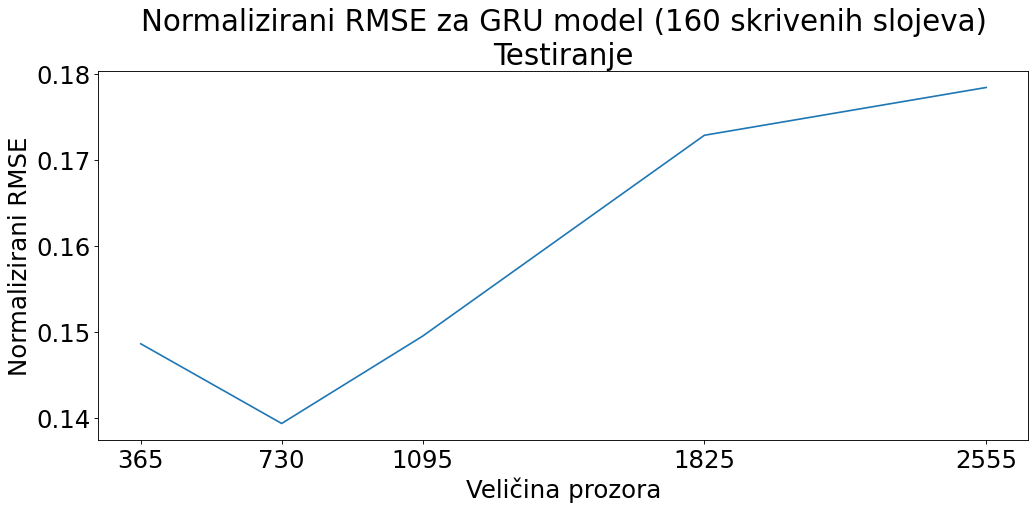 Normalizirani RMSE za GRU model (160 skrivenih slojeva)
Testiranje
Normalizirani RMSE
0.18
0.17
0.16
0.15
0.14
365 730 1095 1825 2555
Veličina prozora